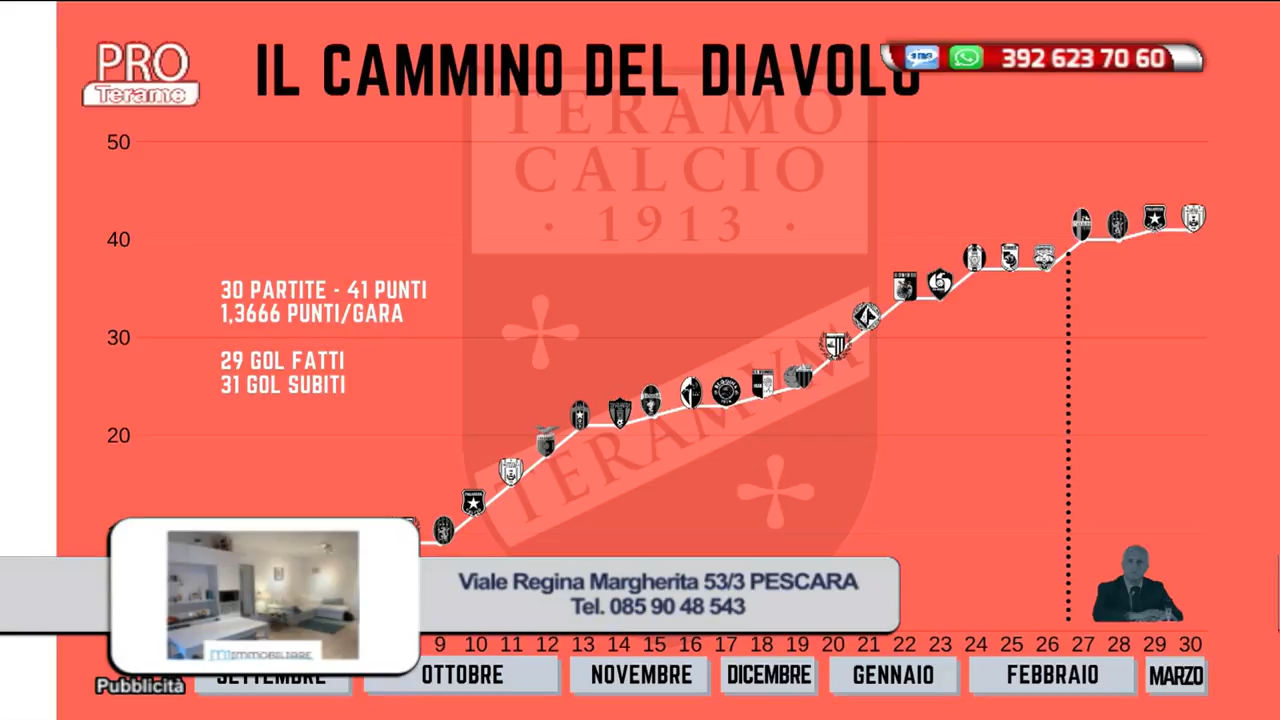 PRO
Teramo
IL CAMMINO DEL DIAVOLO
sms
392 623 70 60
TERAMO
CALCIO
· 1913 ·
TERAMVM
50
40
30
20
30 PARTITE - 41 PUNTI
1,3666 PUNTI/GARA
29 GOL FATTI
31 GOL SUBITI
Viale Regina Margherita 53/3 PESCARA
Tel. 085 90 48 543
IMMOBILIARE
9 10 11 12 13 14 15 16 17 18 19 20 21 22 23 24 25 26 27 28 29 30
SETTEMBRE OTTOBRE NOVEMBRE DICEMBRE GENNAIO FEBBRAIO MARZO
Pubblicità